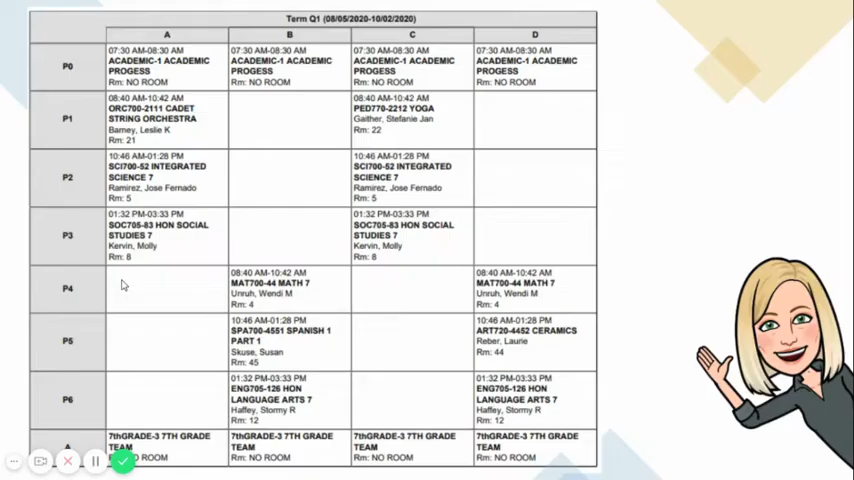 Term Q1 (08/05/2020-10/02/2020)
A B C D
P0
07:30 AM-08:30 AM
ACADEMIC-1 ACADEMIC
PROGESS
Rm: NO ROOM
07:30 AM-08:30 AM
ACADEMIC-1 ACADEMIC
PROGESS
Rm: NO ROOM
07:30 AM-08:30 AM
ACADEMIC-1 ACADEMIC
PROGESS
Rm: NO ROOM
07:30 AM-08:30 AM
ACADEMIC-1 ACADEMIC
PROGESS
Rm: NO ROOM
P1
08:40 AM-10:42 AM
ORC700-2111 CADET
STRING ORCHESTRA
Barney, Leslie K
Rm: 21
08:40 AM-10:42 AM
PED770-2212 YOGA
Gaither, Stefanie Jan
Rm: 22
P2
10:46 AM-01:28 PM
SCI700-52 INTEGRATED
SCIENCE 7
Ramirez, Jose Fernado
Rm: 5
10:46 AM-01:28 PM
SCI700-52 INTEGRATED
SCIENCE 7
Ramirez, Jose Fernado
Rm: 5
P3
01:32 PM-03:33 PM
SOC705-83 HON SOCIAL
STUDIES 7
Kervin, Molly
Rm: 8
01:32 PM-03:33 PM
SOC705-83 HON SOCIAL
STUDIES 7
Kervin, Molly
Rm: 8
P4
08:40 AM-10:42 AM
MAT700-44 MATH 7
Unruh, Wendi M
Rm: 4
08:40 AM-10:42 AM
MAT700-44 MATH 7
Unruh, Wendi M
Rm: 4
P5
10:46 AM-01:28 PM
SPA700-4551 SPANISH 1
PART 1
Skuse, Susan
Rm: 45
10:46 AM-01:28 PM
ART720-4452 CERAMICS
Reber, Laurie
Rm: 44
P6
01:32 PM-03:33 PM
ENG705-126 HON
LANGUAGE ARTS 7
Haffey, Stormy R
Rm: 12
01:32 PM-03:33 PM
ENG705-126 HON
LANGUAGE ARTS 7
Haffey, Stormy R
Rm: 12
A
7thGRADE-3 7TH GRADE
TEAM
O ROOM
7thGRADE-3 7TH GRADE
TEAM
Rm: NO ROOM
7thGRADE-3 7TH GRADE
TEAM
Rm: NO ROOM
7thGRADE-3 7TH GRADE
TEAM
Rm: NO ROOM